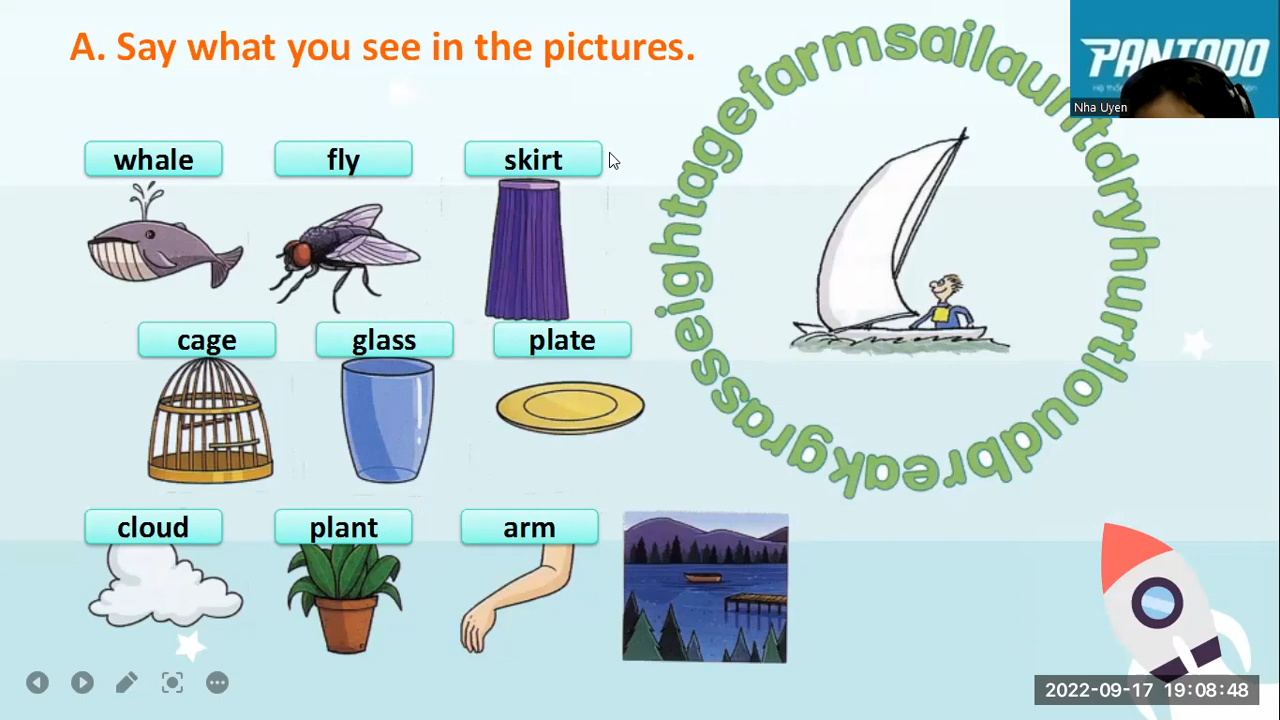 A. Say what you see in the pictures.
PANTADO
Nha Uyen
farmsailauntdryhurtloudbreakgrasseightage
whale
fly
skirt
cage
glass
plate
cloud
plant
arm
2022-09-17 19:08:48